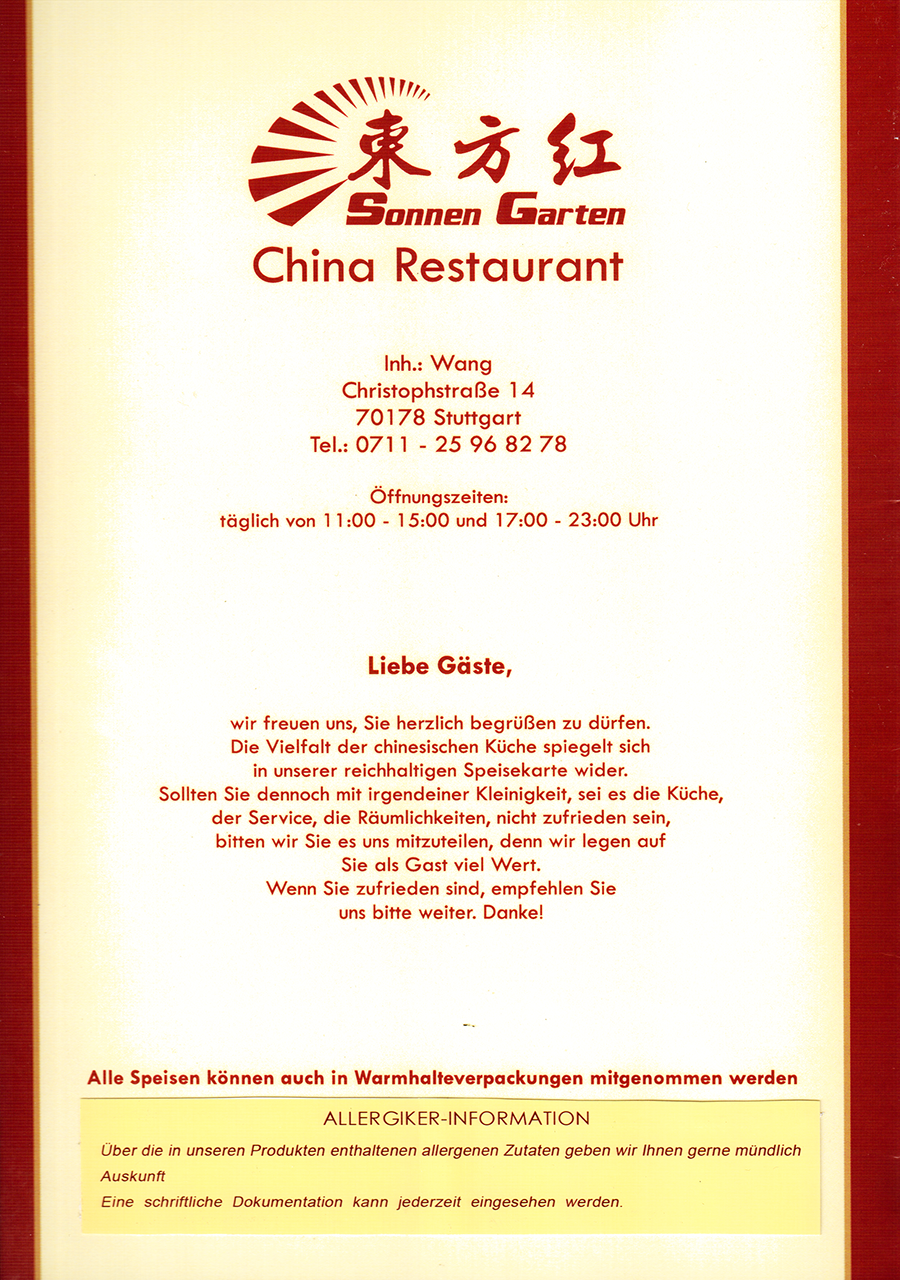 東方红
Sonnen Garten
China Restaurant
Inh.: Wang
Christophstraße 14
70178 Stuttgart
Tel.: 0711 - 25 96 82 78
Öffnungszeiten:
täglich von 11:00 - 15:00 und 17:00 - 23:00 Uhr
Liebe Gäste,
wir freuen uns, Sie herzlich begrüßen zu dürfen.
Die Vielfalt der chinesischen Küche spiegelt sich
in unserer reichhaltigen Speisekarte wider.
Sollten Sie dennoch mit irgendeiner Kleinigkeit, sei es die Küche,
der Service, die Räumlichkeiten, nicht zufrieden sein,
bitten wir Sie es uns mitzuteilen, denn wir legen auf
Sie als Gast viel Wert.
Wenn Sie zufrieden sind, empfehlen Sie
uns bitte weiter. Danke!
Alle Speisen können auch in Warmhalteverpackungen mitgenommen werden
ALLERGIKER-INFORMATION
Über die in unseren Produkten enthaltenen allergenen Zutaten geben wir Ihnen gerne mündlich
Auskunft
Eine schriftliche Dokumentation kann jederzeit eingesehen werden.